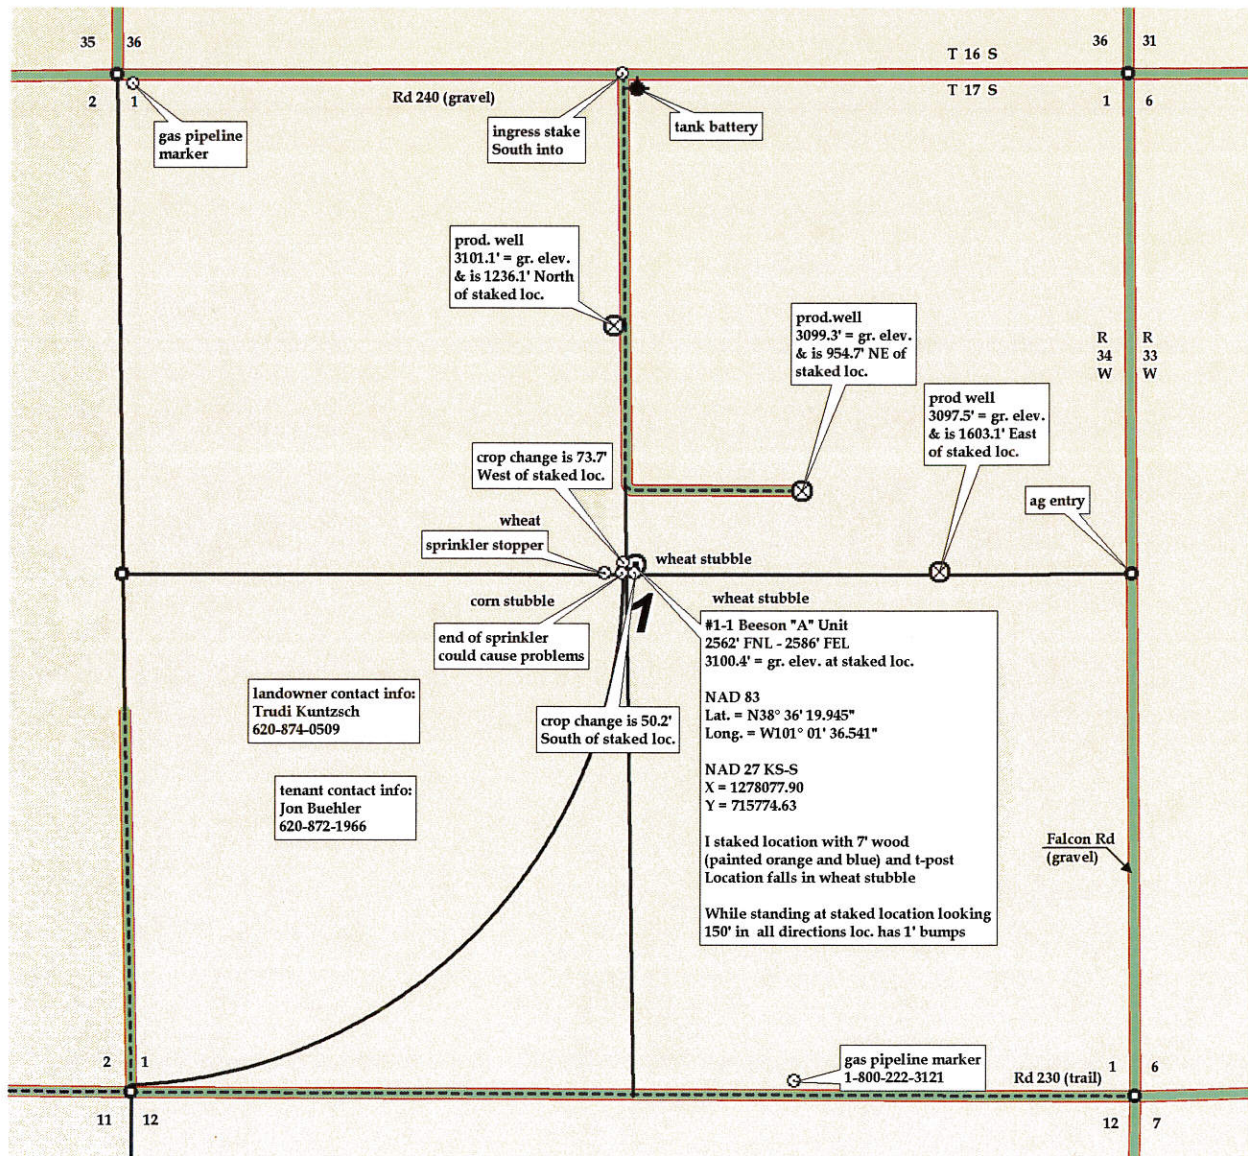 35 36
36 31
T 16 S
T 17 S
2 1
Rd 240 (gravel)
1 6
gas pipeline
marker
ingress stake
South into
tank battery
prod. well
3101.1' = gr. elev.
& is 1236.1' North
of staked loc.
prod.well
3099.3' = gr. elev.
& is 954.7' NE of
staked loc.
R R
34 33
W W
prod well
3097.5' = gr. elev.
& is 1603.1' East
of staked loc.
crop change is 73.7'
West of staked loc.
ag entry
wheat
sprinkler stopper
wheat stubble
corn stubble
1
wheat stubble
end of sprinkler
could cause problems
#1-1 Beeson "A" Unit
2562' FNL - 2586' FEL
3100.4' = gr. elev. at staked loc.
NAD 83
Lat. = N38° 36' 19.945"
Long. = W101° 01' 36.541"
NAD 27 KS-S
X = 1278077.90
Y = 715774.63
I staked location with 7' wood
(painted orange and blue) and t-post
Location falls in wheat stubble
While standing at staked location looking
150' in all directions loc. has 1' bumps
landowner contact info:
Trudi Kuntzsch
620-874-0509
crop change is 50.2'
South of staked loc.
tenant contact info:
Jon Buehler
620-872-1966
Falcon Rd
(gravel)
2 1
gas pipeline marker
1-800-222-3121
Rd 230 (trail)
1 6
11 12
12 7